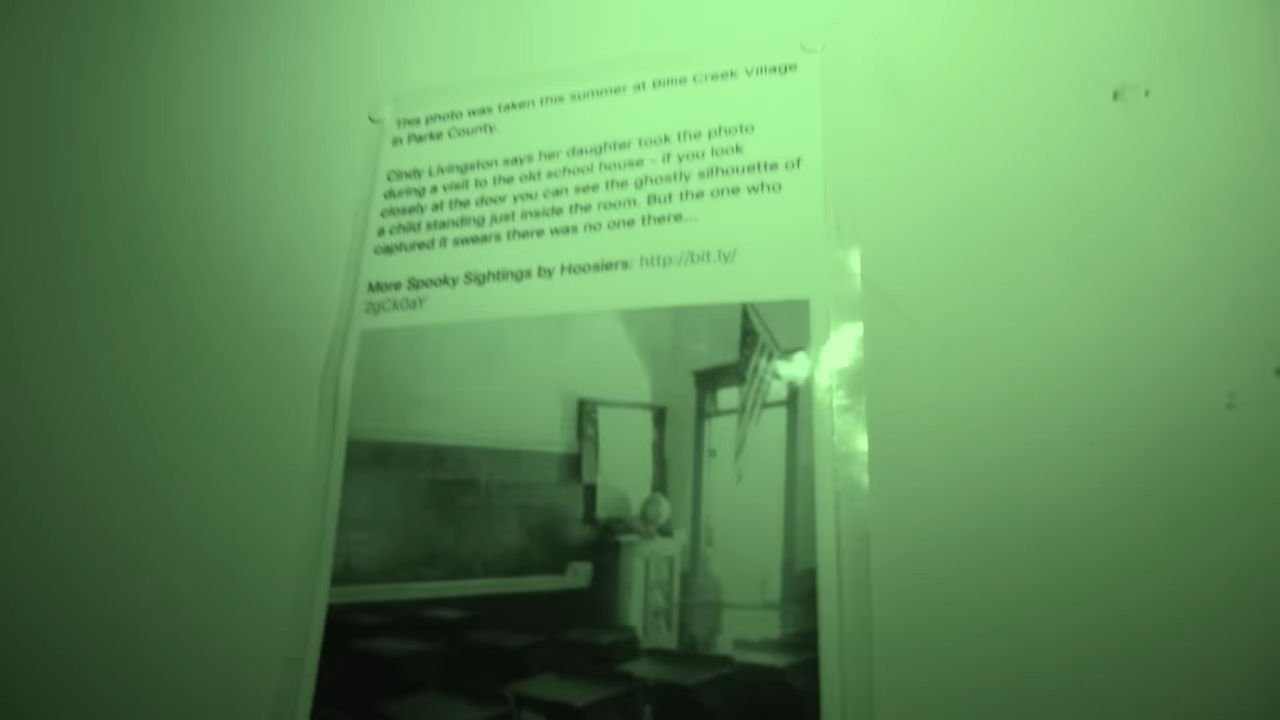 This photo was taken this summer at Billie Creek Village
in Parke County.
Cindy Livingston says her daughter took the photo
during a visit to the old school house - if you look
closely at the door you can see the ghostly silhouette of
a child standing just inside the room. But the one who
captured it swears there was no one there...
More Spooky Sightings by Hoosiers: http://bit.ly/
2gCk0aY